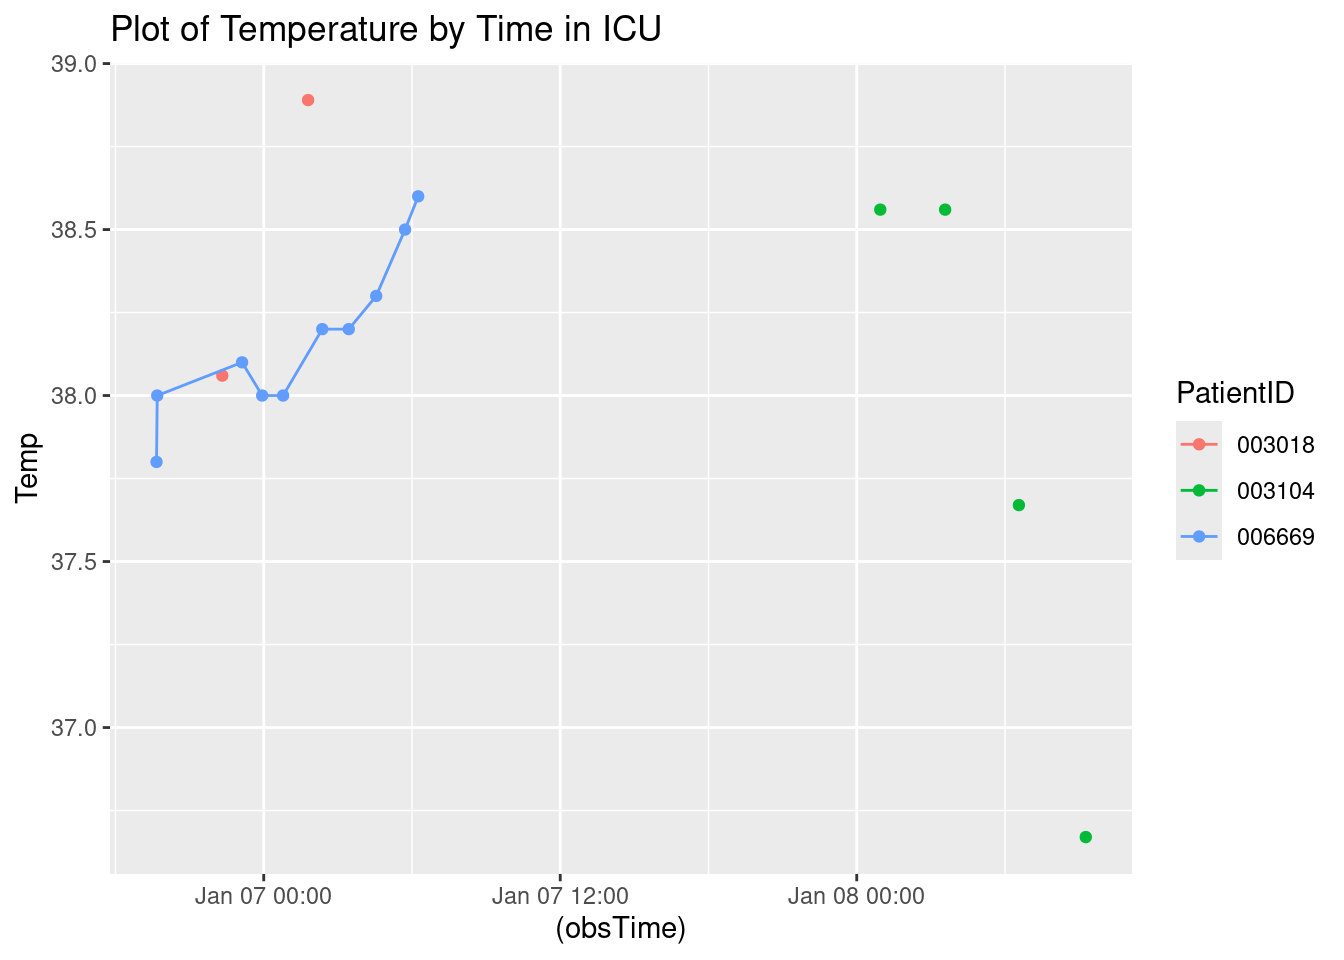 Plot of Temperature by Time in ICU
39.0
38.5
38.0
37.5
37.0
Temp
Jan 07 00:00
Jan 07 12:00
Jan 08 00:00
(obsTime)
PatientID
003018
003104
006669